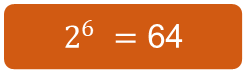 2⁶ = 64